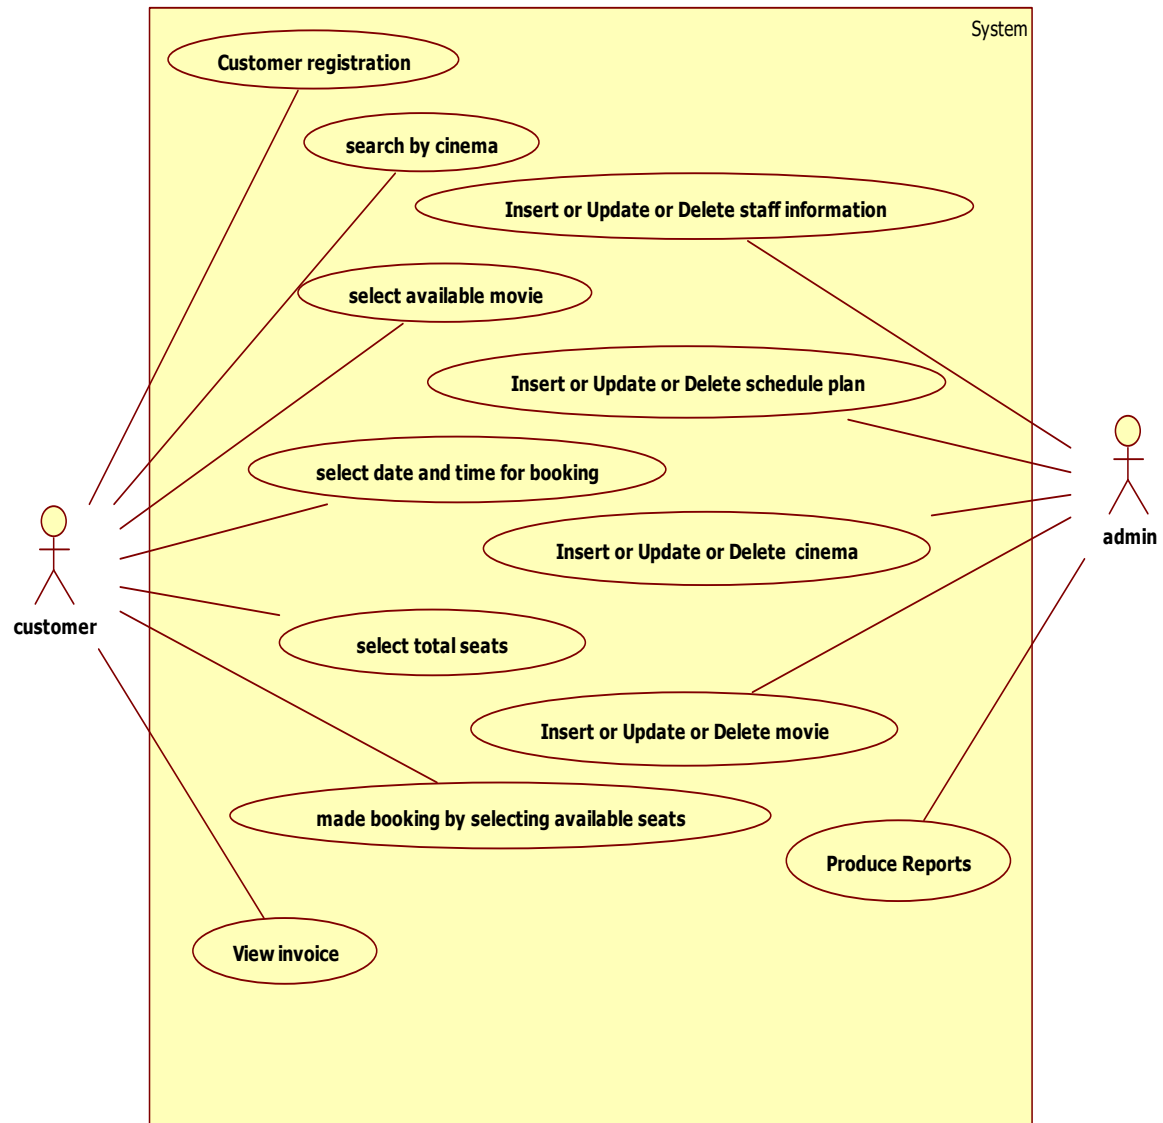 System
Customer registration
search by cinema
Insert or Update or Delete staff information
select available movie
Insert or Update or Delete schedule plan
select date and time for booking
admin
Insert or Update or Delete  cinema
customer
select total seats
Insert or Update or Delete movie
made booking by selecting available seats
Produce Reports
View invoice